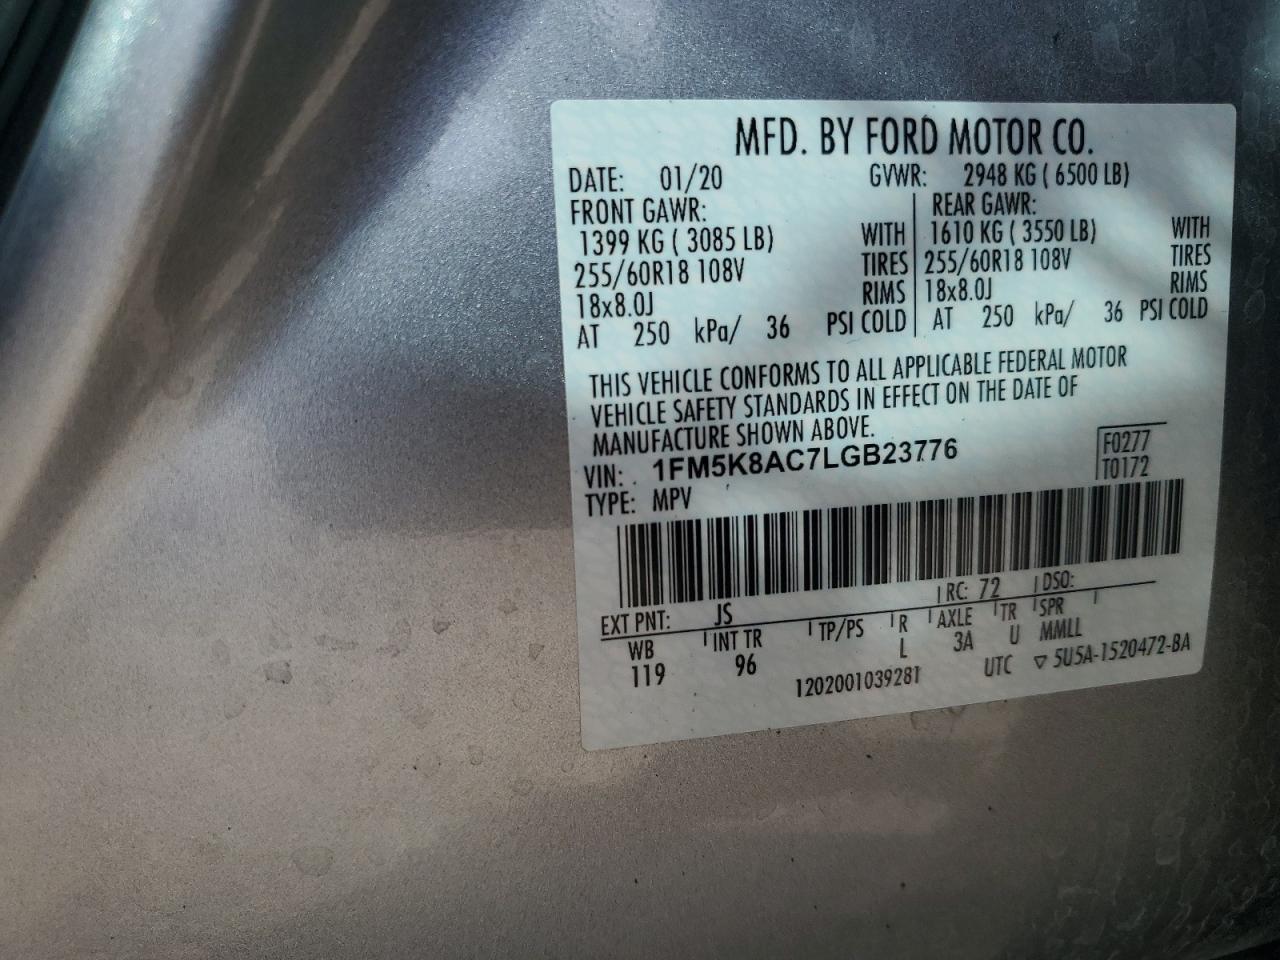 MFD. BY FORD MOTOR CO.
DATE: 01/20 GVWR: 2948 KG ( 6500 LB)
FRONT GAWR: REAR GAWR:
1399 KG ( 3085 LB) WITH 1610 KG ( 3550 LB) WITH
255/60R18 108V TIRES 255/60R18 108V TIRES
18x8.0J RIMS 18x8.0J RIMS
AT 250 kPa/ 36 PSI COLD AT 250 kPa/ 36 PSI COLD
THIS VEHICLE CONFORMS TO ALL APPLICABLE FEDERAL MOTOR
VEHICLE SAFETY STANDARDS IN EFFECT ON THE DATE OF
MANUFACTURE SHOWN ABOVE.
VIN: 1FM5K8AC7LGB23776 F0277
TYPE: MPV T0172
EXT PNT: JS RC: 72 DSO:
WB INT TR TP/PS R AXLE TR SPR
119 96 L 3A U MMLL
1202001039281 UTC ▽ 5U5A-1520472-BA